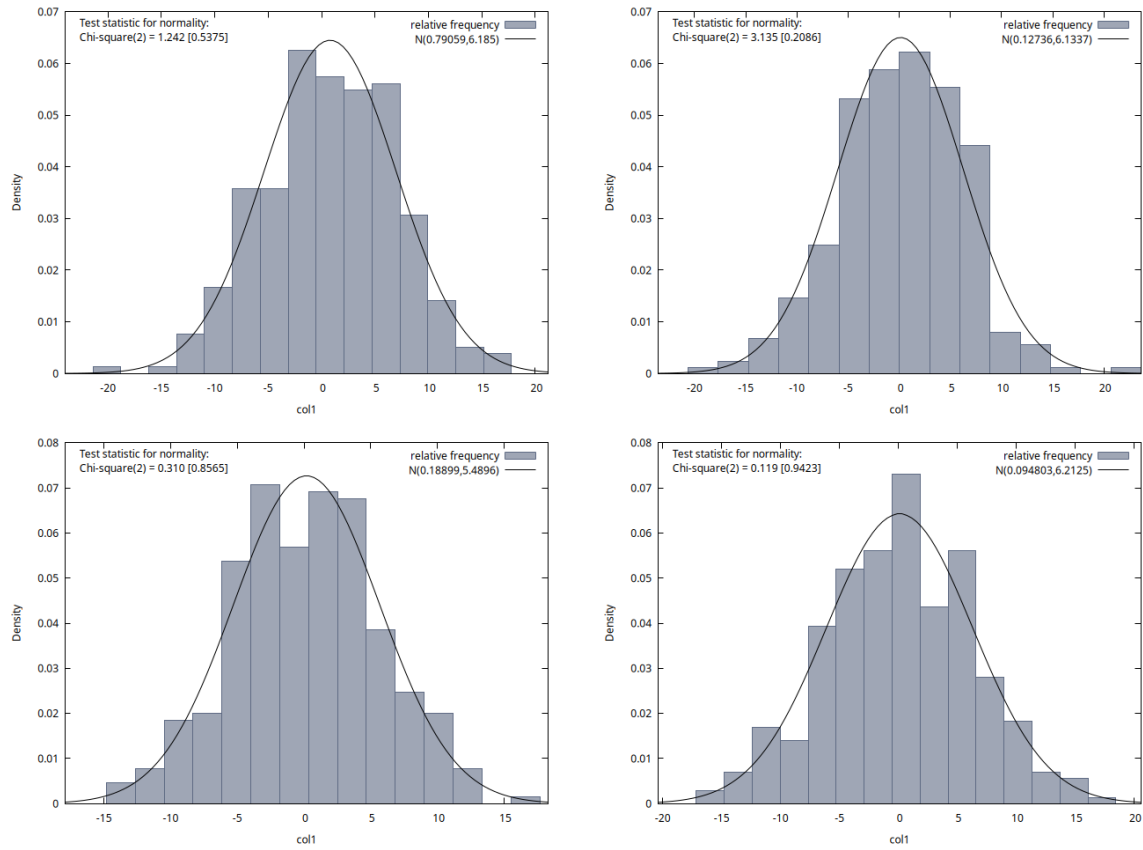 Test statistic for normality:
Chi-square(2) = 1.242 [0.5375]
relative frequency
N(0.79059,6.185)
0.07
0.06
0.05
0.04
0.03
0.02
0.01
0
Density
-20 -15 -10 -5 0 5 10 15 20
col1
Test statistic for normality:
Chi-square(2) = 3.135 [0.2086]
relative frequency
N(0.12736,6.1337)
0.07
0.06
0.05
0.04
0.03
0.02
0.01
0
Density
-20 -15 -10 -5 0 5 10 15 20
col1
Test statistic for normality:
Chi-square(2) = 0.310 [0.8565]
relative frequency
N(0.18899,5.4896)
0.08
0.07
0.06
0.05
0.04
0.03
0.02
0.01
0
Density
-15 -10 -5 0 5 10 15
col1
Test statistic for normality:
Chi-square(2) = 0.119 [0.9423]
relative frequency
N(0.094803,6.2125)
0.08
0.07
0.06
0.05
0.04
0.03
0.02
0.01
0
Density
-20 -15 -10 -5 0 5 10 15 20
col1